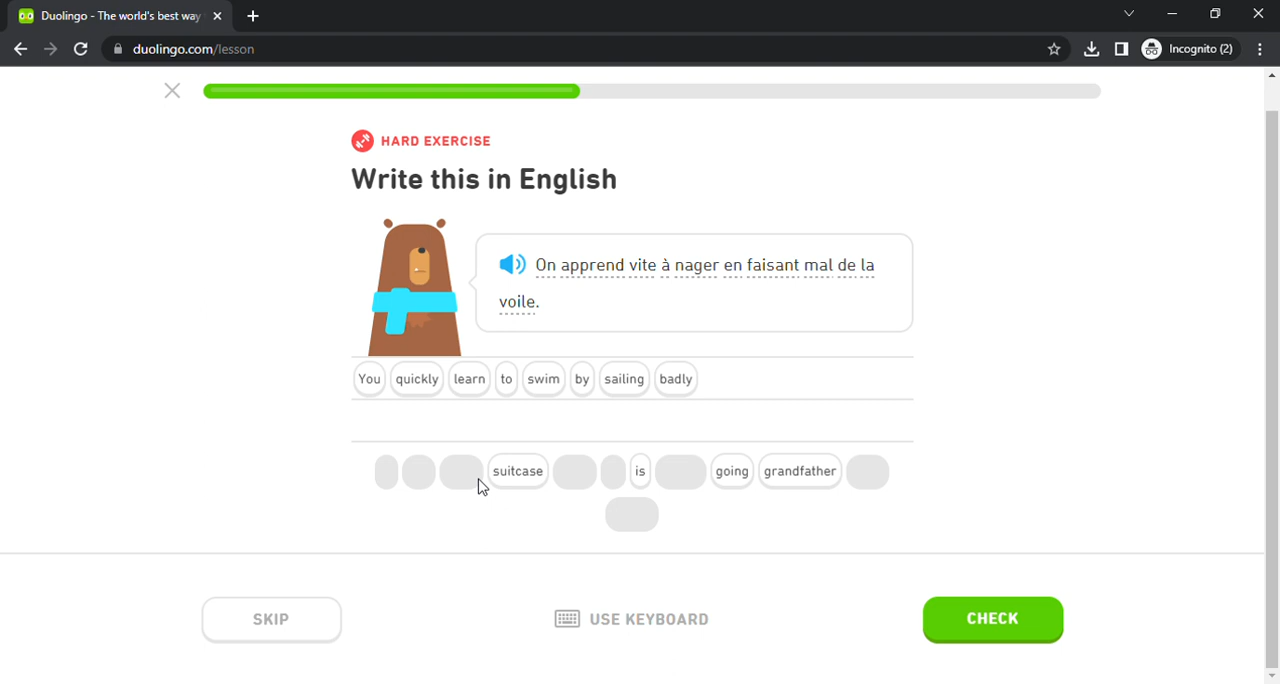 Duolingo - The world's best way
duolingo.com/lesson
Incognito (2)
HARD EXERCISE
Write this in English
On apprend vite à nager en faisant mal de la
voile.
You quickly learn to swim by sailing badly
suitcase is going grandfather
SKIP
USE KEYBOARD
CHECK